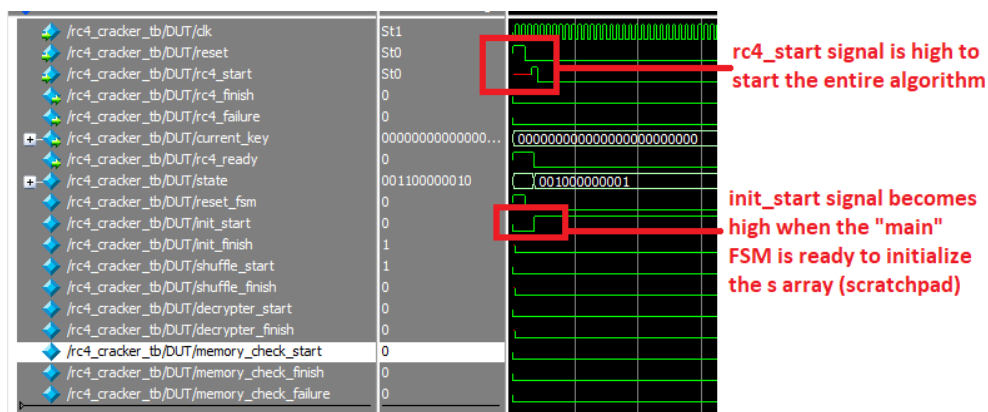 /rc4_cracker_tb/DUT/clk St1
/rc4_cracker_tb/DUT/reset St0
/rc4_cracker_tb/DUT/rc4_start St0
/rc4_cracker_tb/DUT/rc4_finish 0
/rc4_cracker_tb/DUT/rc4_failure 0
/rc4_cracker_tb/DUT/current_key 00000000000000... 000000000000000000000000
/rc4_cracker_tb/DUT/rc4_ready 0
/rc4_cracker_tb/DUT/state 001100000010 001000000001
/rc4_cracker_tb/DUT/reset_fsm 0
/rc4_cracker_tb/DUT/init_start 0
/rc4_cracker_tb/DUT/init_finish 1
/rc4_cracker_tb/DUT/shuffle_start 1
/rc4_cracker_tb/DUT/shuffle_finish 0
/rc4_cracker_tb/DUT/decrypter_start 0
/rc4_cracker_tb/DUT/decrypter_finish 0
/rc4_cracker_tb/DUT/memory_check_start 0
/rc4_cracker_tb/DUT/memory_check_finish 0
/rc4_cracker_tb/DUT/memory_check_failure 0
rc4_start signal is high to
start the entire algorithm
init_start signal becomes
high when the "main"
FSM is ready to initialize
the s array (scratchpad)